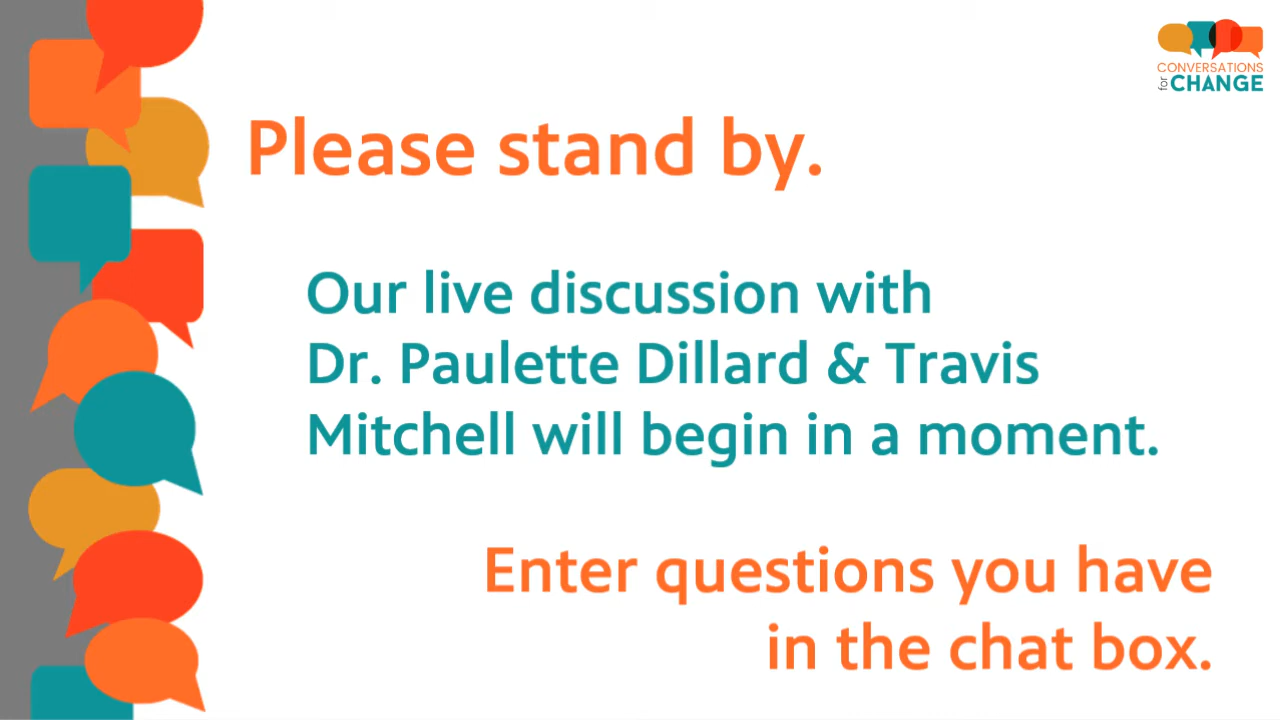 CONVERSATIONS
for CHANGE
Please stand by.
Our live discussion with
Dr. Paulette Dillard & Travis
Mitchell will begin in a moment.
Enter questions you have
in the chat box.